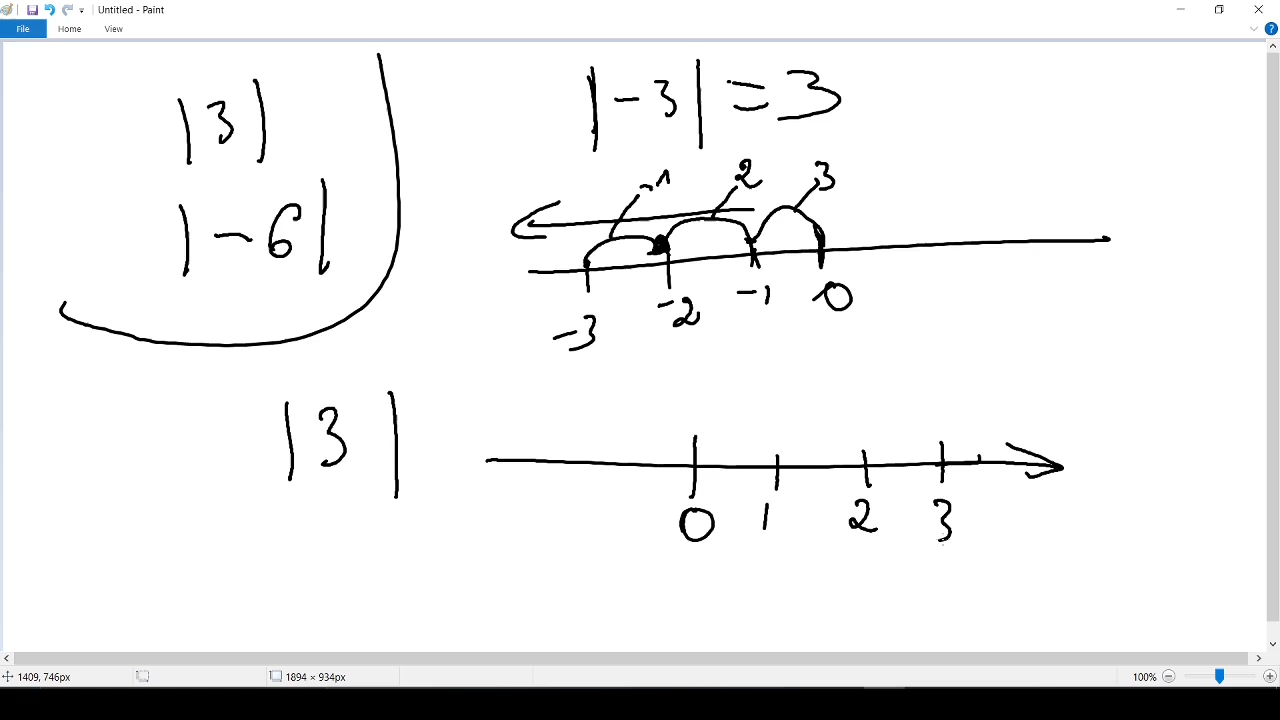 Untitled - Paint
File Home View
|3|
|-6|
|-3| = 3
1 2 3
-3 -2 -1 0
|3|
0 1 2 3
1409, 746px 1894 × 934px 100%